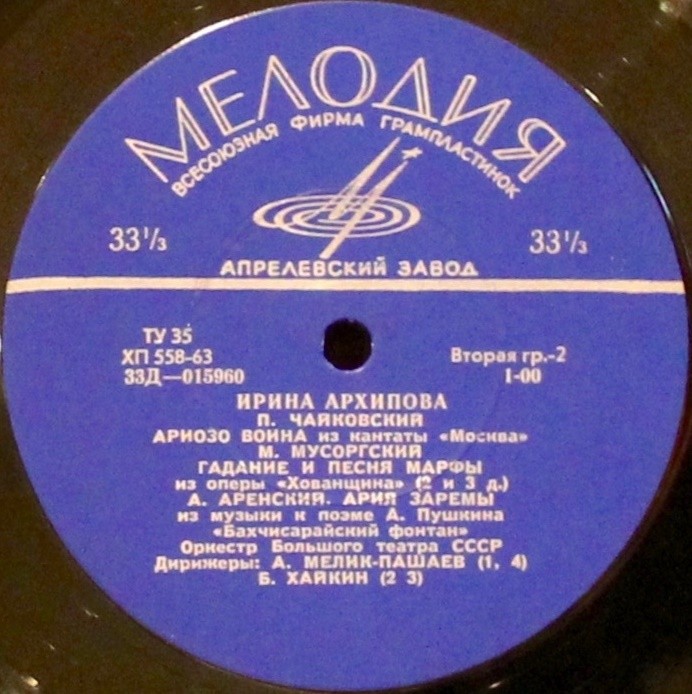 МЕЛОДИЯ
ВСЕСОЮЗНАЯ ФИРМА ГРАМПЛАСТИНОК
33⅓ 33⅓
АПРЕЛЕВСКИЙ ЗАВОД
ТУ 35
ХП 558-63 Вторая гр.-2
33Д—015960 1-00
ИРИНА АРХИПОВА
П. ЧАЙКОВСКИЙ
АРИОЗО ВОИНА из кантаты «Москва»
М. МУСОРГСКИЙ
ГАДАНИЕ И ПЕСНЯ МАРФЫ
из оперы «Хованщина» (2 и 3 д.)
А. АРЕНСКИЙ. АРИЯ ЗАРЕМЫ
из музыки к поэме А. Пушкина
«Бахчисарайский фонтан»
Оркестр Большого театра СССР
Дирижеры: А. МЕЛИК-ПАШАЕВ (1, 4)
Б. ХАЙКИН (2 3)